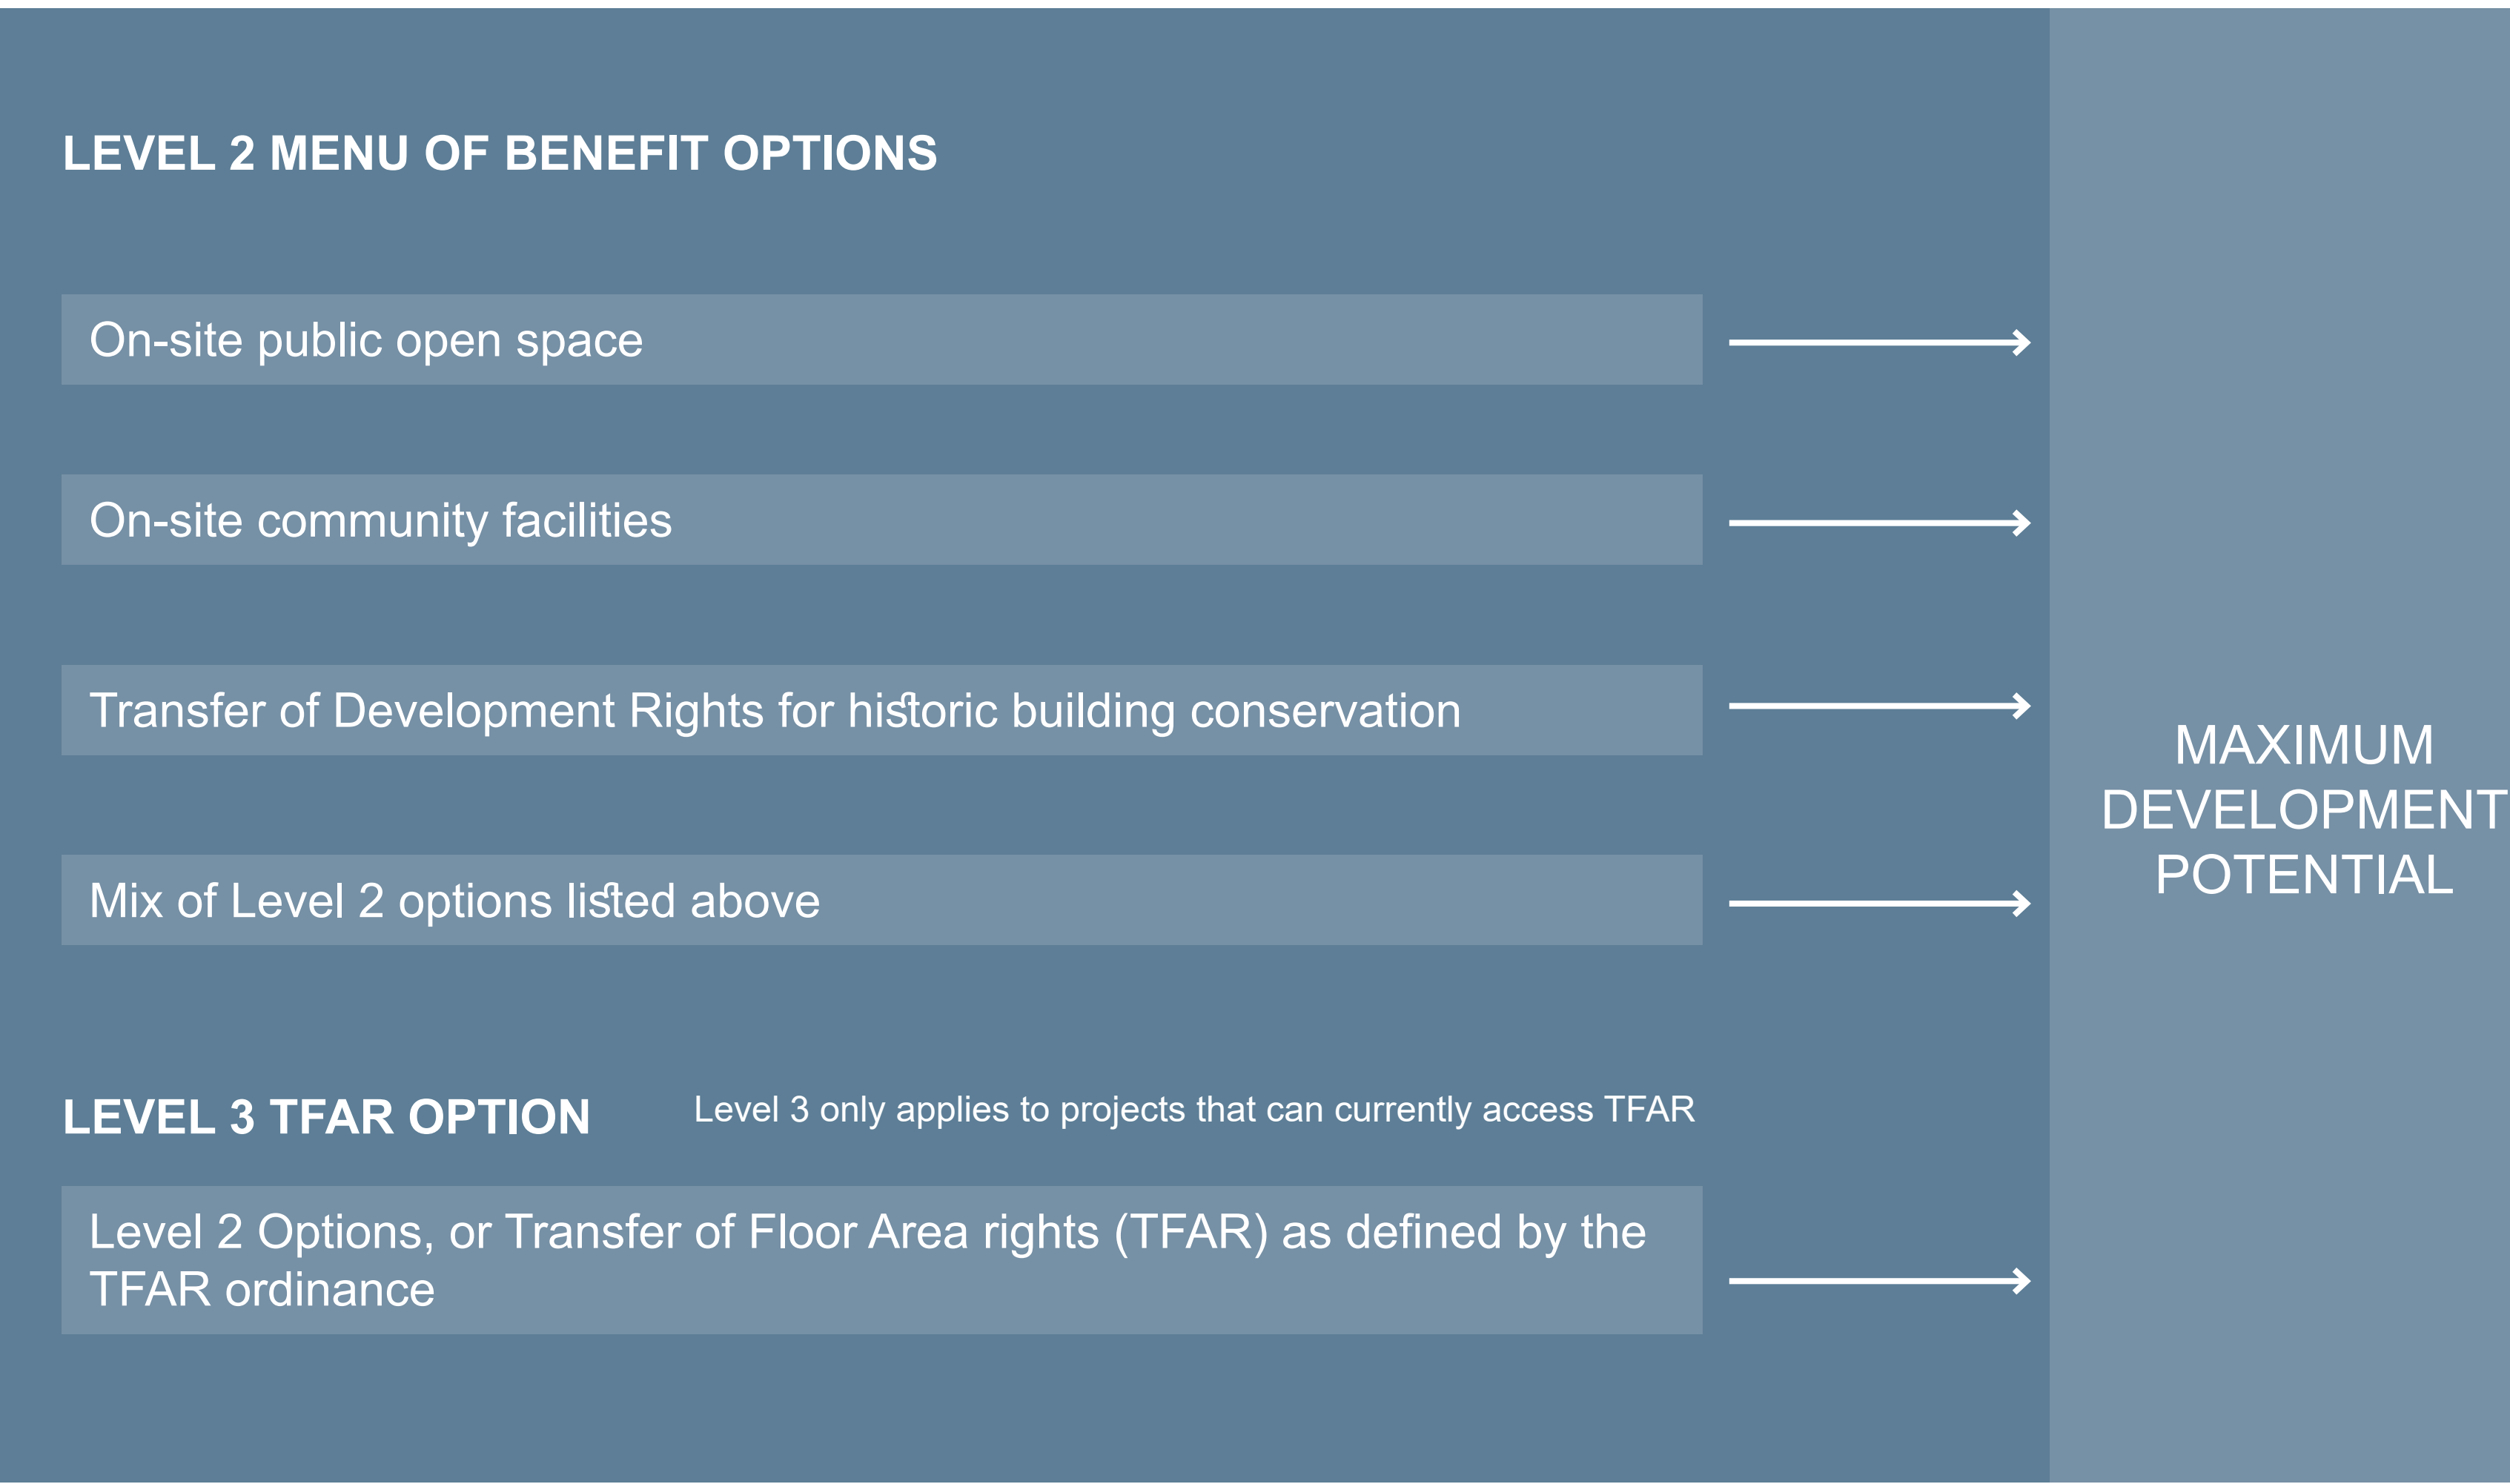 LEVEL 2 MENU OF BENEFIT OPTIONS
On-site public open space
On-site community facilities
Transfer of Development Rights for historic building conservation
Mix of Level 2 options listed above
MAXIMUM
DEVELOPMENT
POTENTIAL
LEVEL 3 TFAR OPTION
Level 3 only applies to projects that can currently access TFAR
Level 2 Options, or Transfer of Floor Area rights (TFAR) as defined by the
TFAR ordinance